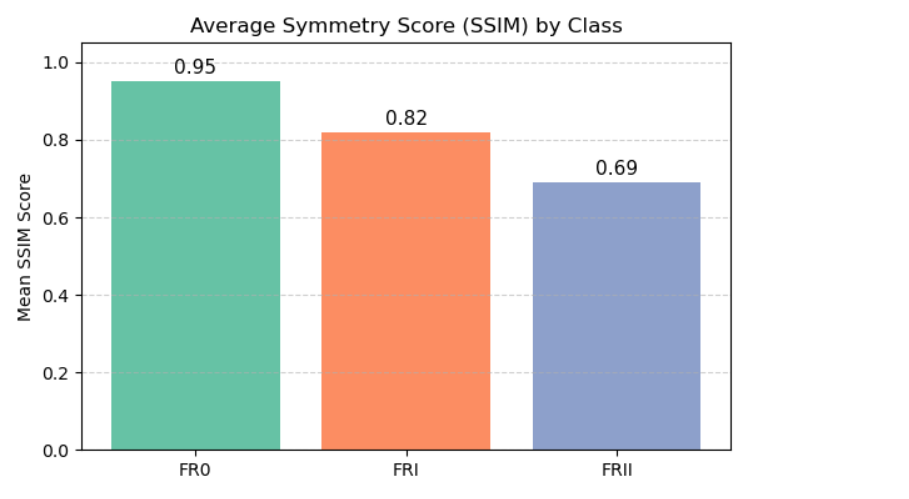 Average Symmetry Score (SSIM) by Class
Mean SSIM Score
1.0
0.8
0.6
0.4
0.2
0.0
0.95
0.82
0.69
FR0
FRI
FRII